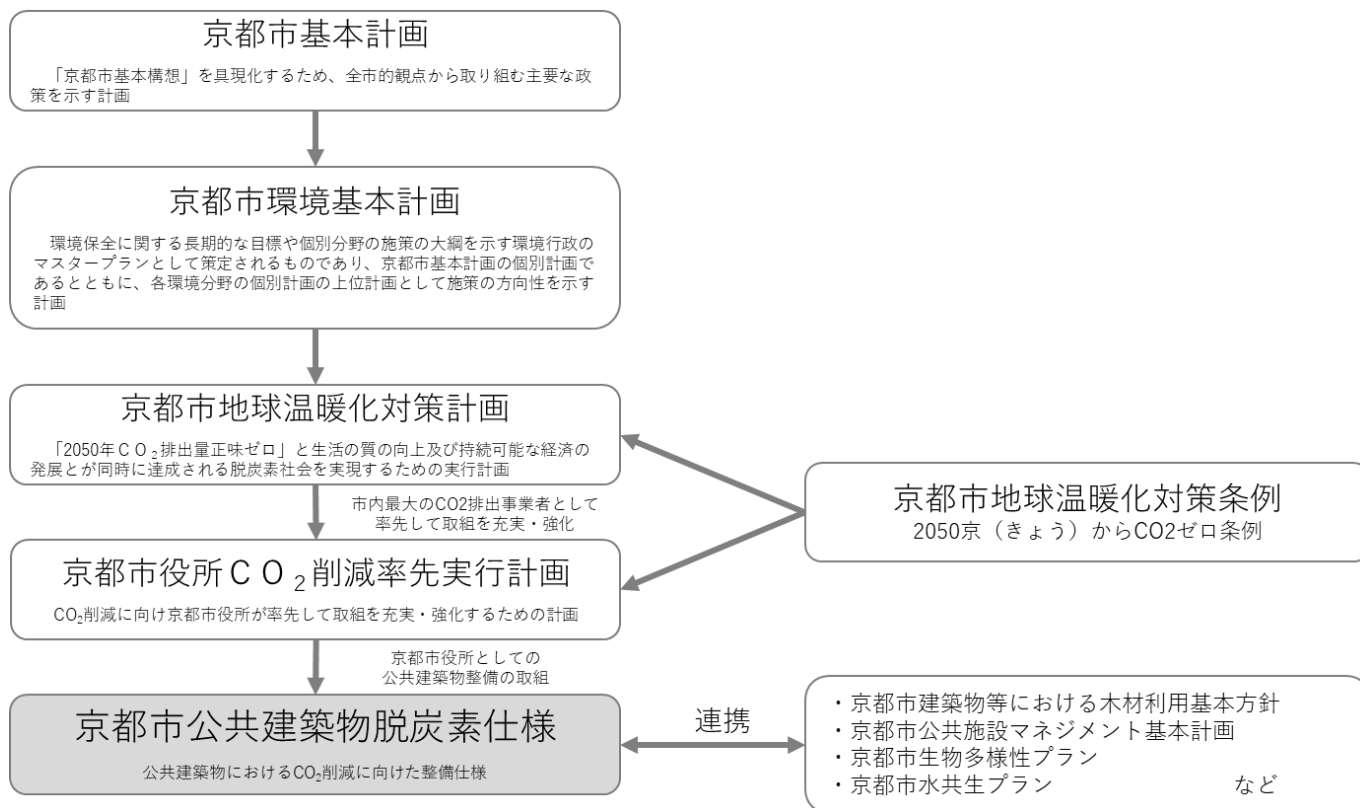 京都市基本計画
「京都市基本構想」を具現化するため、全市的観点から取り組む主要な政
策を示す計画
京都市環境基本計画
環境保全に関する長期的な目標や個別分野の施策の大綱を示す環境行政の
マスタープランとして策定されるものであり、京都市基本計画の個別計画で
あるとともに、各環境分野の個別計画の上位計画として施策の方向性を示す
計画
京都市地球温暖化対策計画
「2050年ＣＯ₂排出量正味ゼロ」と生活の質の向上及び持続可能な経済の
発展とが同時に達成される脱炭素社会を実現するための実行計画
市内最大のCO2排出事業者として
率先して取組を充実・強化
京都市地球温暖化対策条例
2050京（きょう）からCO2ゼロ条例
京都市役所ＣＯ₂削減率先実行計画
CO₂削減に向け京都市役所が率先して取組を充実・強化するための計画
京都市役所としての
公共建築物整備の取組
京都市公共建築物脱炭素仕様
公共建築物におけるCO₂削減に向けた整備仕様
連携
・京都市建築物等における木材利用基本方針
・京都市公共施設マネジメント基本計画
・京都市生物多様性プラン
・京都市水共生プラン　　　　　　　など